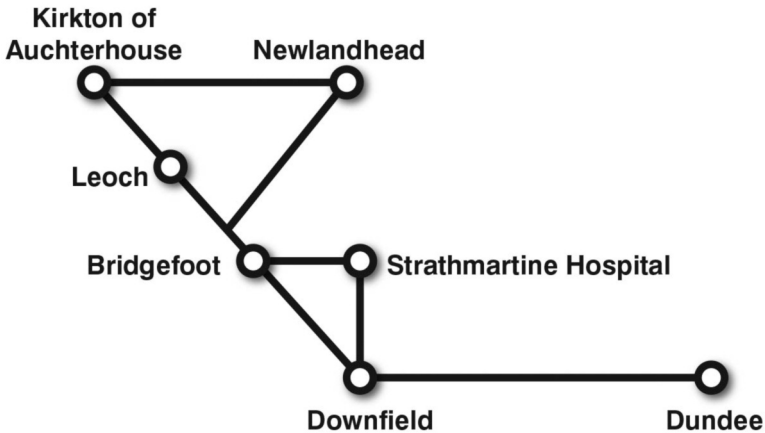 Kirkton of
Auchterhouse
Newlandhead
Leoch
Bridgefoot
Strathmartine Hospital
Downfield
Dundee